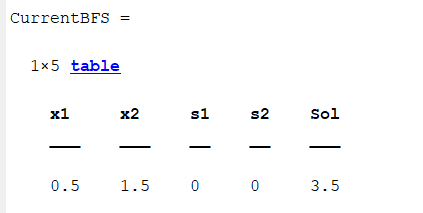 CurrentBFS =
1×5 table
x1 x2 s1 s2 Sol
0.5 1.5 0 0 3.5